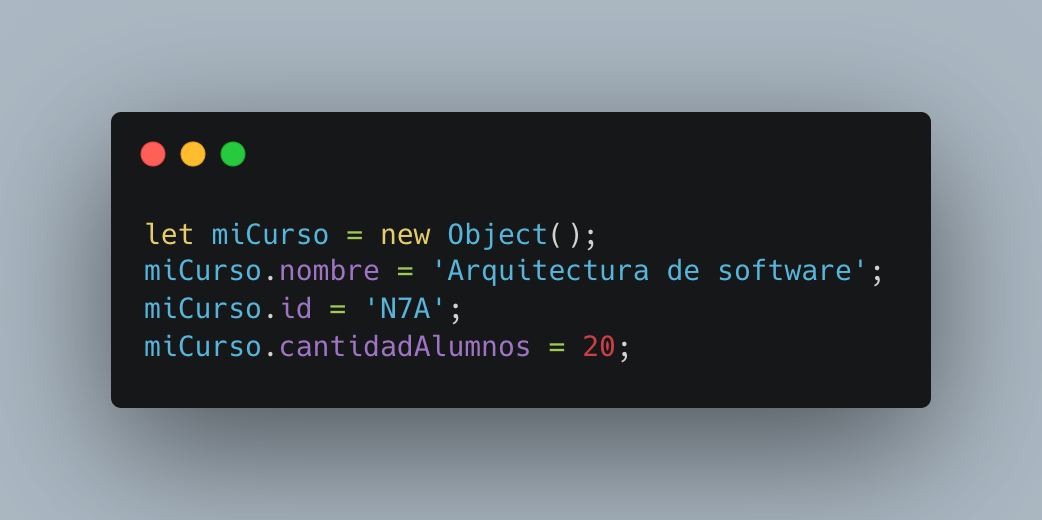 let miCurso = new Object();
miCurso.nombre = 'Arquitectura de software';
miCurso.id = 'N7A';
miCurso.cantidadAlumnos = 20;